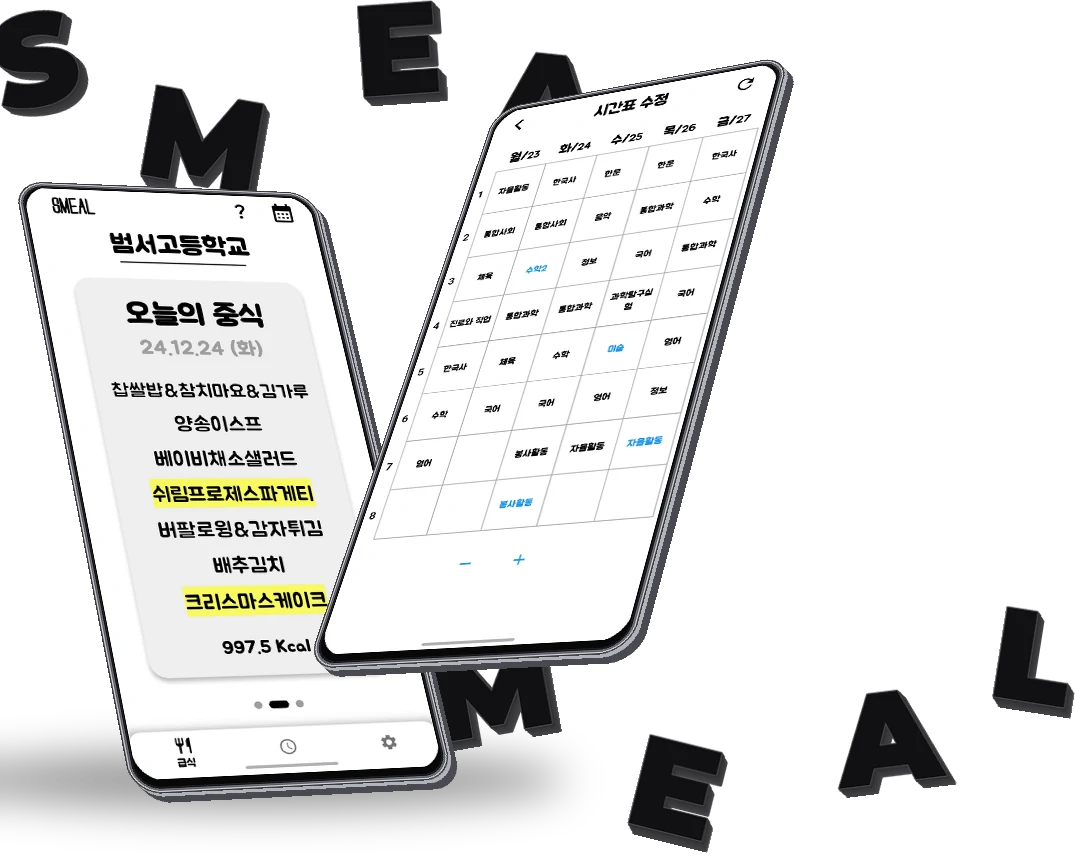 S M E A
SMEAL
?
범서고등학교
오늘의 중식
24.12.24 (화)
찹쌀밥&참치마요&김가루
양송이스프
베이비채소샐러드
쉬림프로제스파게티
버팔로윙&감자튀김
배추김치
크리스마스케이크
997.5 Kcal
급식
시간표 수정
월/23 화/24 수/25 목/26 금/27
1 자율활동 한국사 한문 한문 한국사
2 통합사회 통합사회 음악 통합과학 수학
3 체육 수학2 정보 국어 통합과학
4 진로와 직업 통합과학 통합과학 과학탐구실험 국어
5 한국사 체육 수학 미술 영어
6 수학 국어 국어 영어 정보
7 영어 봉사활동 자율활동 자율활동
8 봉사활동
− +
M E A L